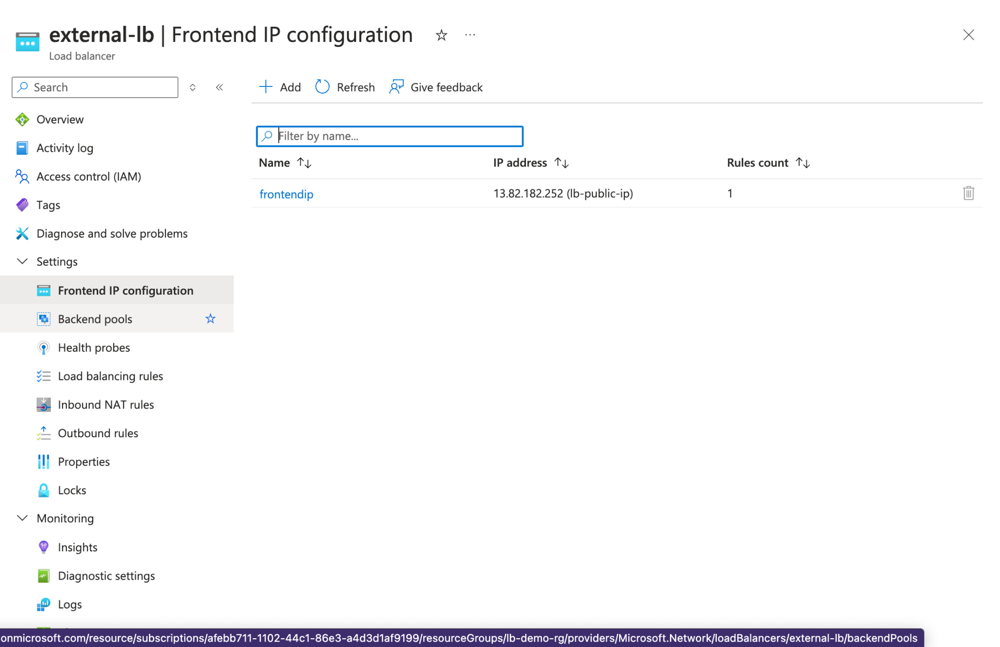 external-lb | Frontend IP configuration
Load balancer
Search
Add Refresh Give feedback
Overview
Activity log
Access control (IAM)
Tags
Diagnose and solve problems
Settings
Frontend IP configuration
Backend pools
Health probes
Load balancing rules
Inbound NAT rules
Outbound rules
Properties
Locks
Monitoring
Insights
Diagnostic settings
Logs
Filter by name...
Name IP address Rules count
frontendip 13.82.182.252 (lb-public-ip) 1
onmicrosoft.com/resource/subscriptions/afebb711-1102-44c1-86e3-a4d3d1af9199/resourceGroups/lb-demo-rg/providers/Microsoft.Network/loadBalancers/external-lb/backendPools